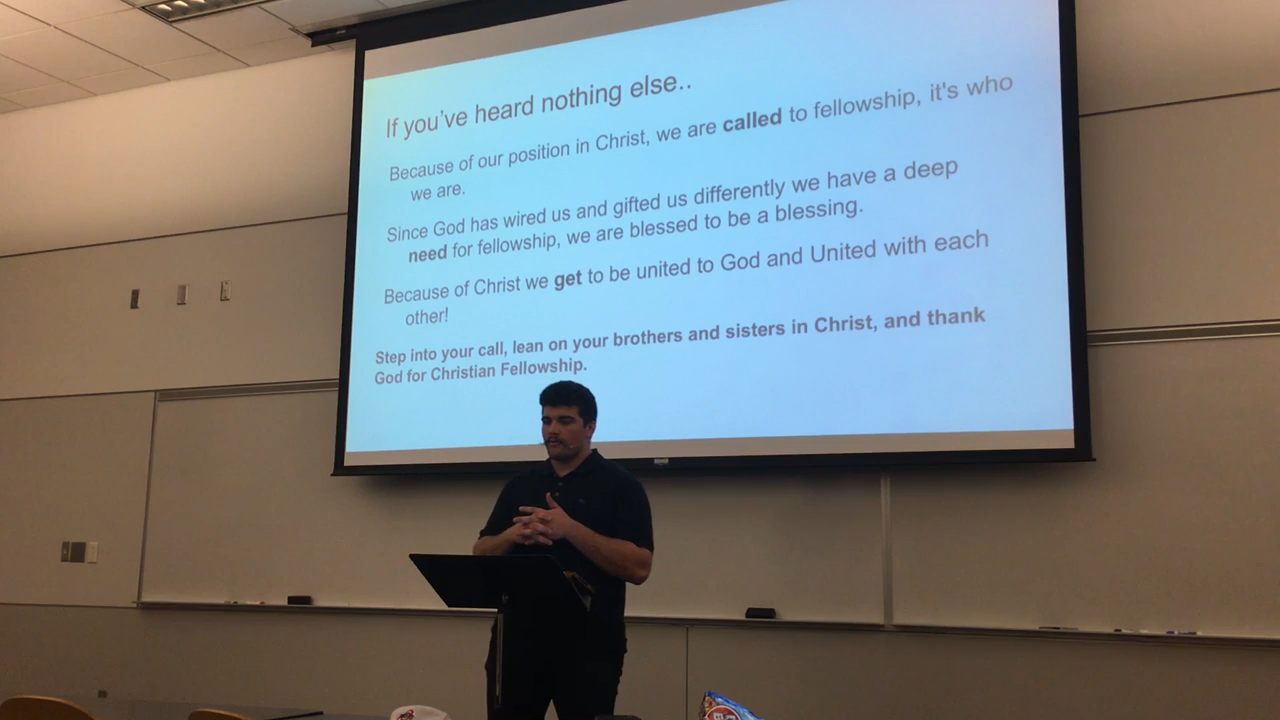 If you've heard nothing else..
Because of our position in Christ, we are called to fellowship, it's who
we are.
Since God has wired us and gifted us differently we have a deep
need for fellowship, we are blessed to be a blessing.
Because of Christ we get to be united to God and United with each
other!
Step into your call, lean on your brothers and sisters in Christ, and thank
God for Christian Fellowship.